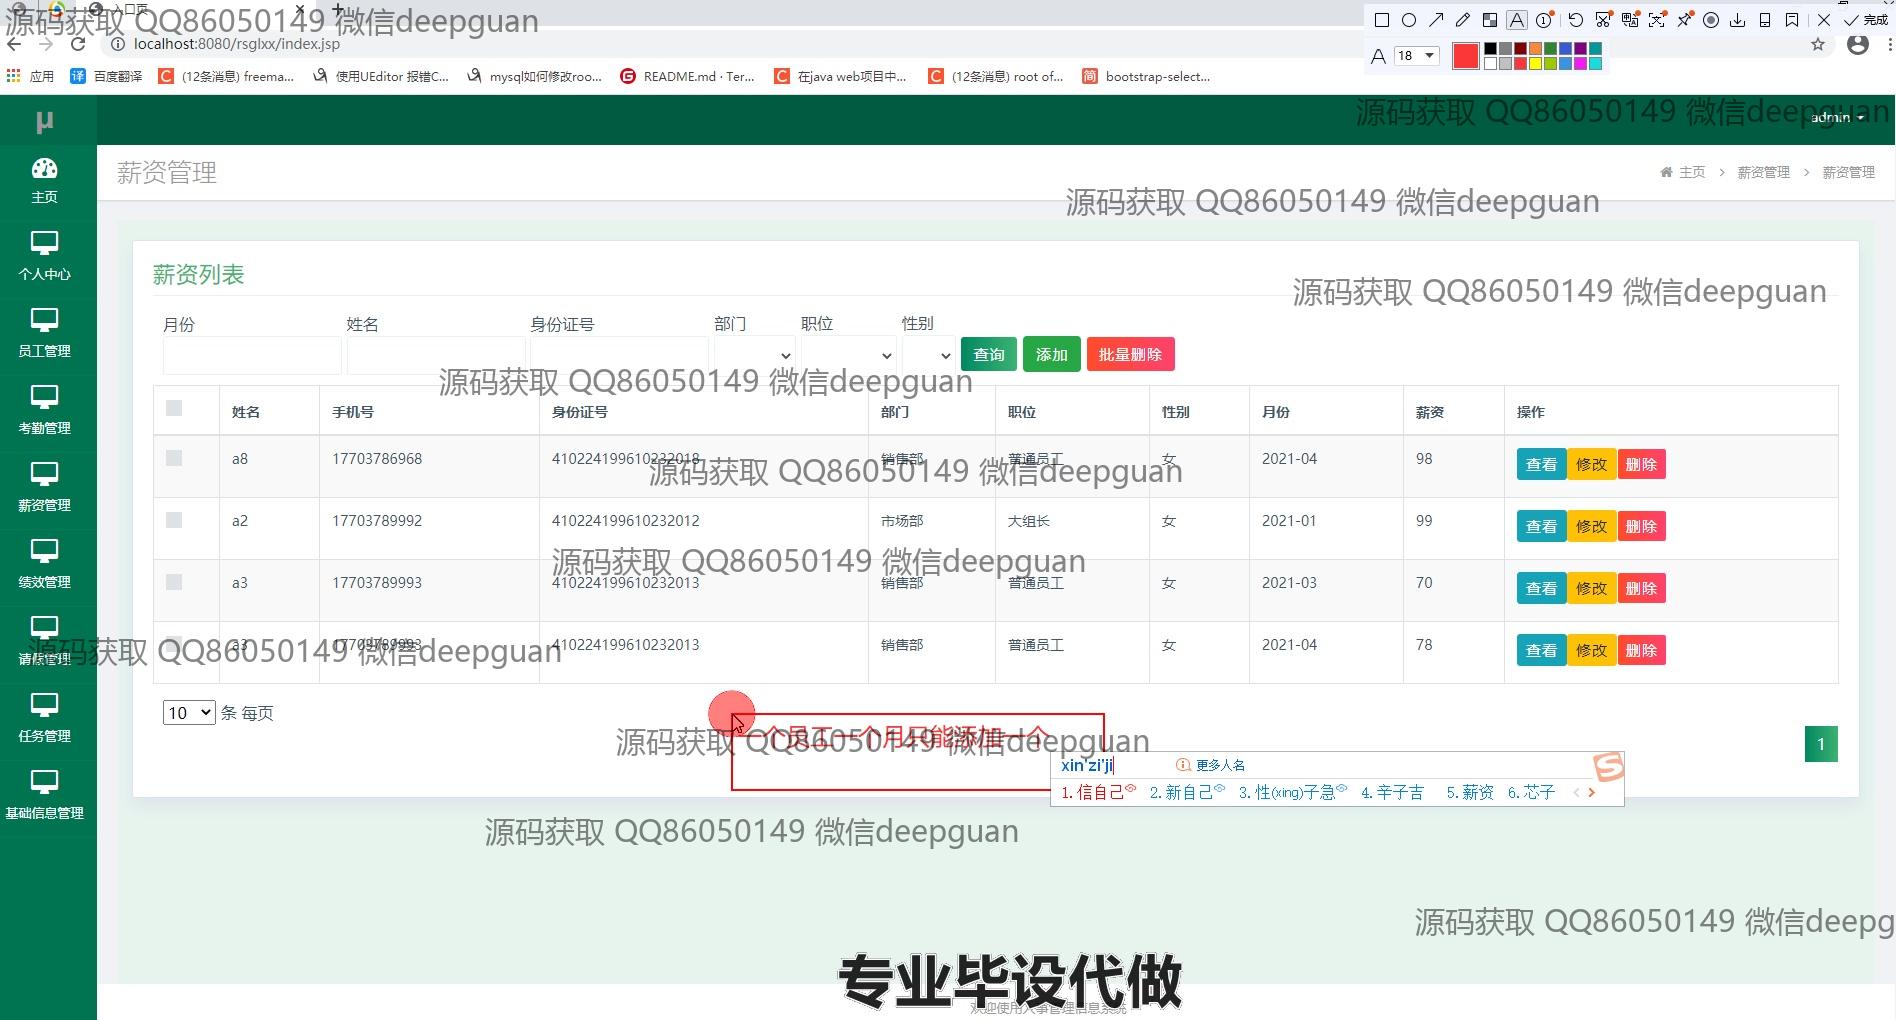 入口页
源码获取 QQ86050149 微信deepguan
完成
localhost:8080/rsglxx/index.jsp
A 18
应用 百度翻译 (12条消息) freema... 使用UEditor 报错C... mysql如何修改roo... README.md · Ter... 在java web项目中... (12条消息) root of... bootstrap-select...
μ
源码获取 QQ86050149 微信deepguan
admin
主页
个人中心
员工管理
考勤管理
薪资管理
绩效管理
请假管理
任务管理
基础信息管理
薪资管理
主页 > 薪资管理 > 薪资管理
源码获取 QQ86050149 微信deepguan
薪资列表
源码获取 QQ86050149 微信deepguan
月份 姓名 身份证号 部门 职位 性别
查询 添加 批量删除
源码获取 QQ86050149 微信deepguan
姓名 手机号 身份证号 部门 职位 性别 月份 薪资 操作
a8 17703786968 410224199610232018 销售部 普通员工 女 2021-04 98 查看 修改 删除
源码获取 QQ86050149 微信deepguan
a2 17703789992 410224199610232012 市场部 大组长 女 2021-01 99 查看 修改 删除
源码获取 QQ86050149 微信deepguan
a3 17703789993 410224199610232013 销售部 普通员工 女 2021-03 70 查看 修改 删除
a3 17703789993 410224199610232013 销售部 普通员工 女 2021-04 78 查看 修改 删除
源码获取 QQ86050149 微信deepguan
10 条 每页
一个员工一个月只能添加一个
源码获取 QQ86050149 微信deepguan
1
xin'zi'ji 更多人名
1.信自己 2.新自己 3.性(xing)子急 4.辛子吉 5.薪资 6.芯子
源码获取 QQ86050149 微信deepguan
源码获取 QQ86050149 微信deepg
专业毕设代做
欢迎使用人事管理信息系统